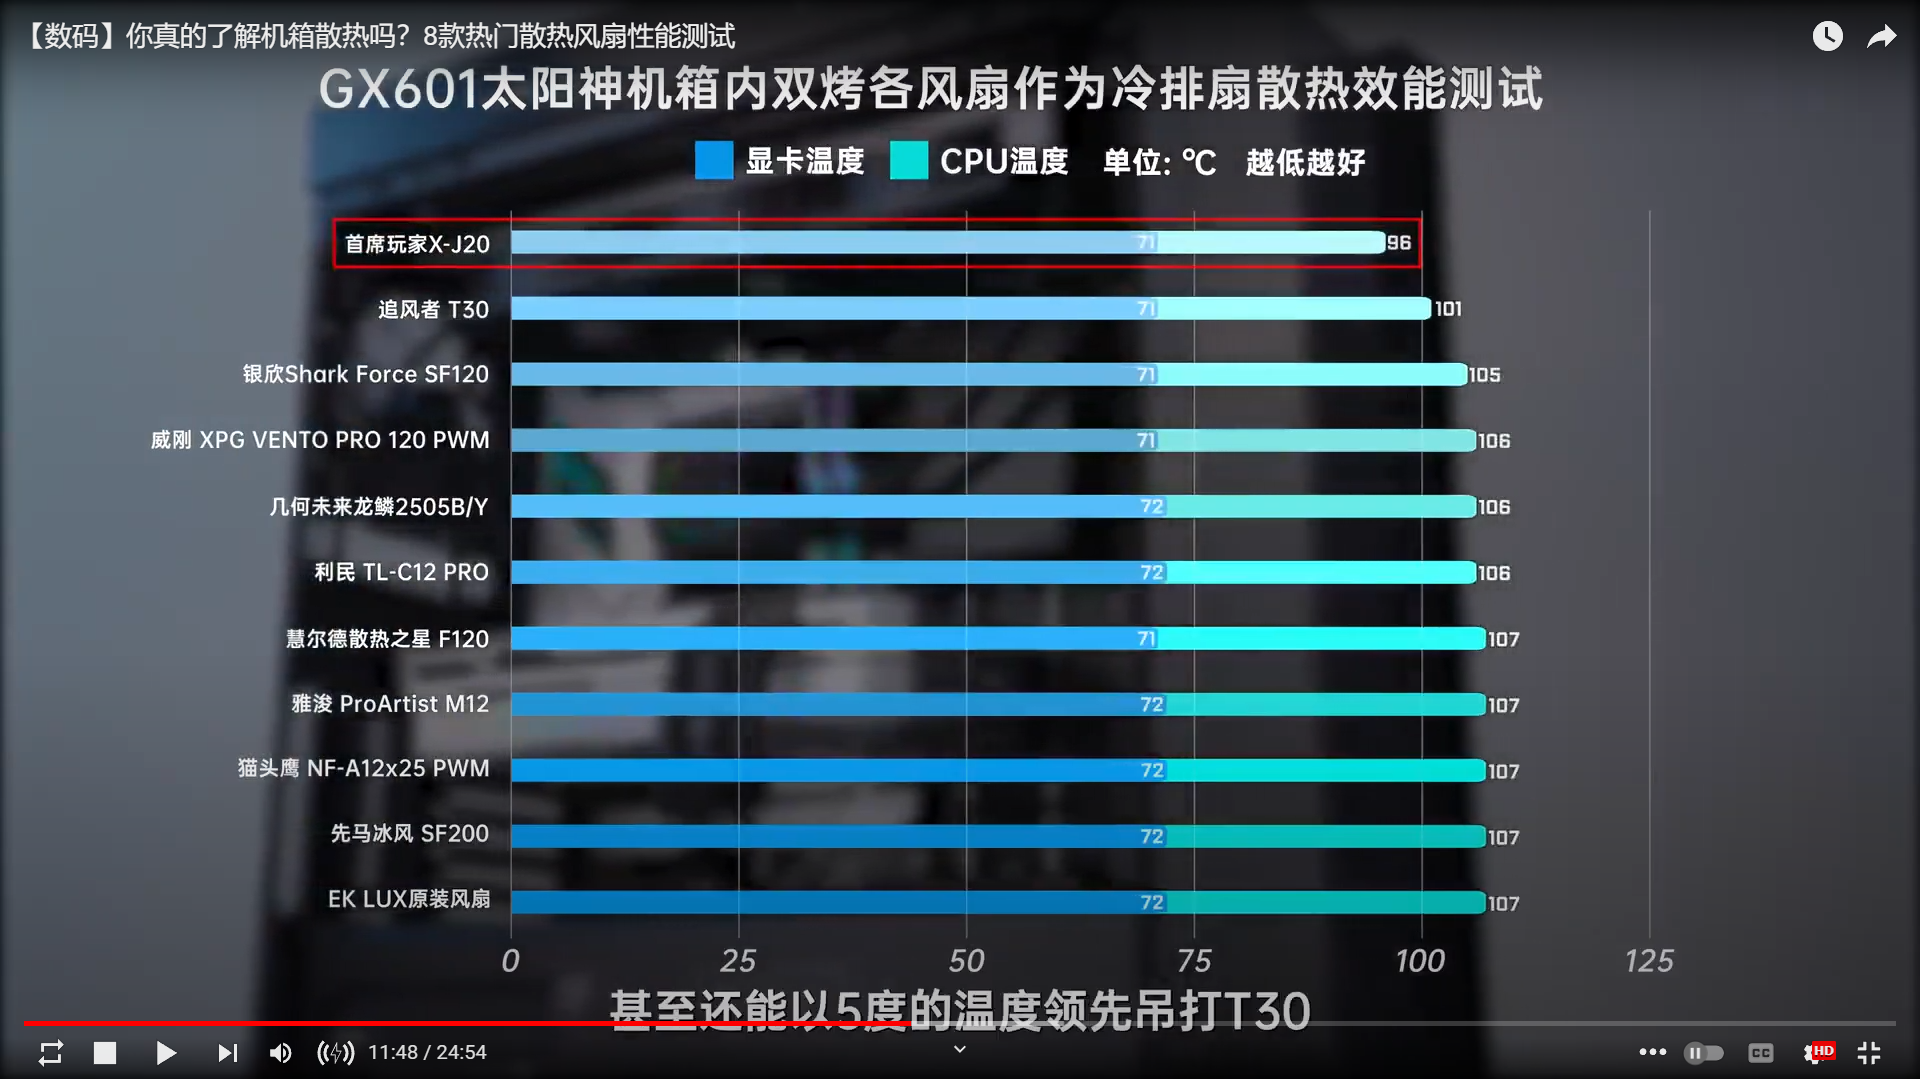 【数码】你真的了解机箱散热吗？8款热门散热风扇性能测试
GX601太阳神机箱内双烤各风扇作为冷排扇散热效能测试
显卡温度 CPU温度 单位: ℃ 越低越好
首席玩家X-J20 71 96
追风者 T30 71 101
银欣Shark Force SF120 71 105
威刚 XPG VENTO PRO 120 PWM 71 106
几何未来龙鳞2505B/Y 72 106
利民 TL-C12 PRO 72 106
慧尔德散热之星 F120 71 107
雅浚 ProArtist M12 72 107
猫头鹰 NF-A12x25 PWM 72 107
先马冰风 SF200 72 107
EK LUX原装风扇 72 107
0 25 50 75 100 125
甚至还能以5度的温度领先吊打T30
11:48 / 24:54 CC HD